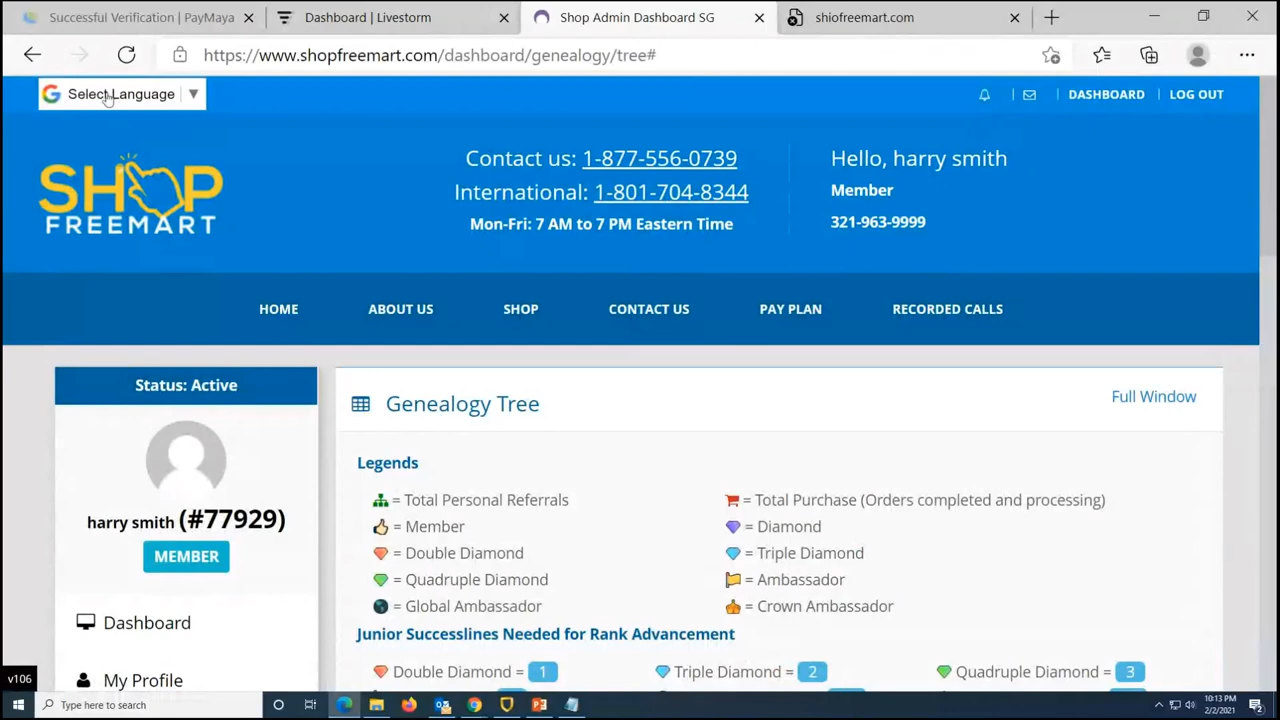 Successful Verification | PayMaya
Dashboard | Livestorm
Shop Admin Dashboard SG
shiofreemart.com
https://www.shopfreemart.com/dashboard/genealogy/tree#
Select Language
DASHBOARD
LOG OUT
SHOP
FREEMART
Contact us: 1-877-556-0739
International: 1-801-704-8344
Mon-Fri: 7 AM to 7 PM Eastern Time
Hello, harry smith
Member
321-963-9999
HOME
ABOUT US
SHOP
CONTACT US
PAY PLAN
RECORDED CALLS
Status: Active
harry smith (#77929)
MEMBER
Dashboard
My Profile
Genealogy Tree
Full Window
Legends
= Total Personal Referrals
= Total Purchase (Orders completed and processing)
= Member
= Diamond
= Double Diamond
= Triple Diamond
= Quadruple Diamond
= Ambassador
= Global Ambassador
= Crown Ambassador
Junior Successlines Needed for Rank Advancement
Double Diamond = 1
Triple Diamond = 2
Quadruple Diamond = 3
v106
Type here to search
10:13 PM
2/2/2021